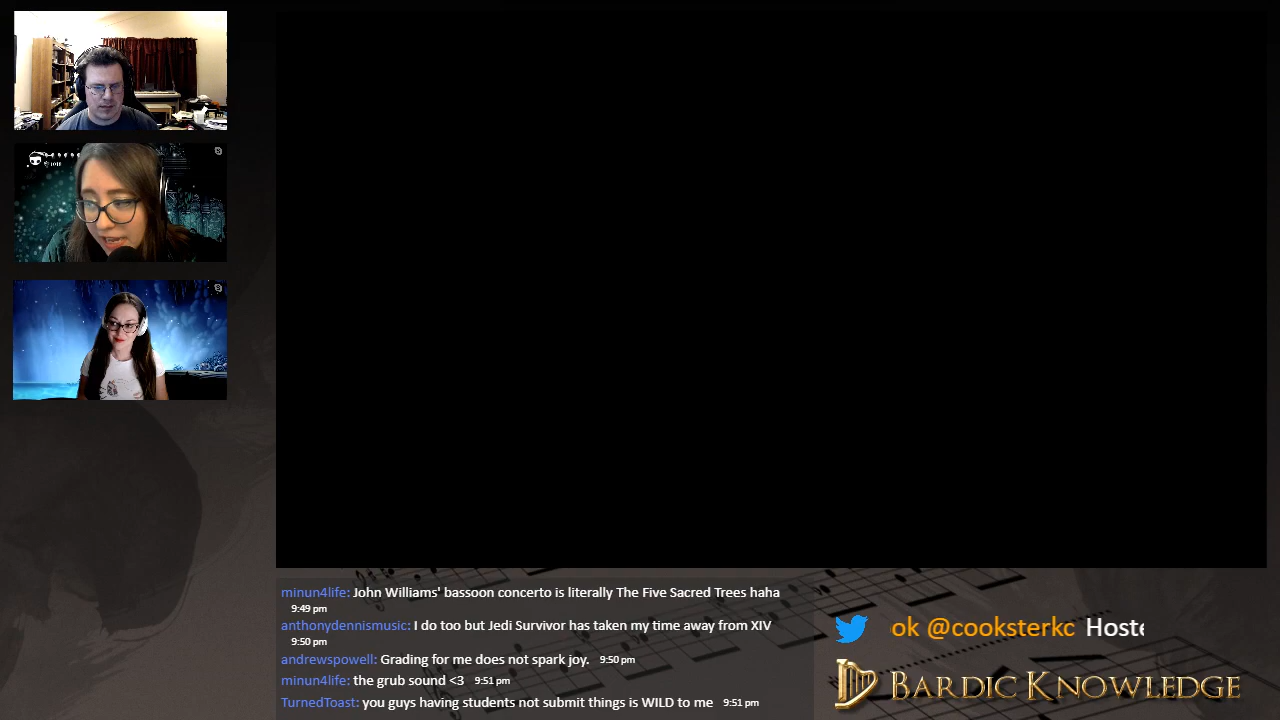 minun4life: John Williams' bassoon concerto is literally The Five Sacred Trees haha
9:49 pm
anthonydennismusic: I do too but Jedi Survivor has taken my time away from XIV
9:50 pm
andrewspowell: Grading for me does not spark joy. 9:50 pm
minun4life: the grub sound <3 9:51 pm
TurnedToast: you guys having students not submit things is WILD to me 9:51 pm
ok @cooksterkc Hoste
BARDIC KNOWLEDGE